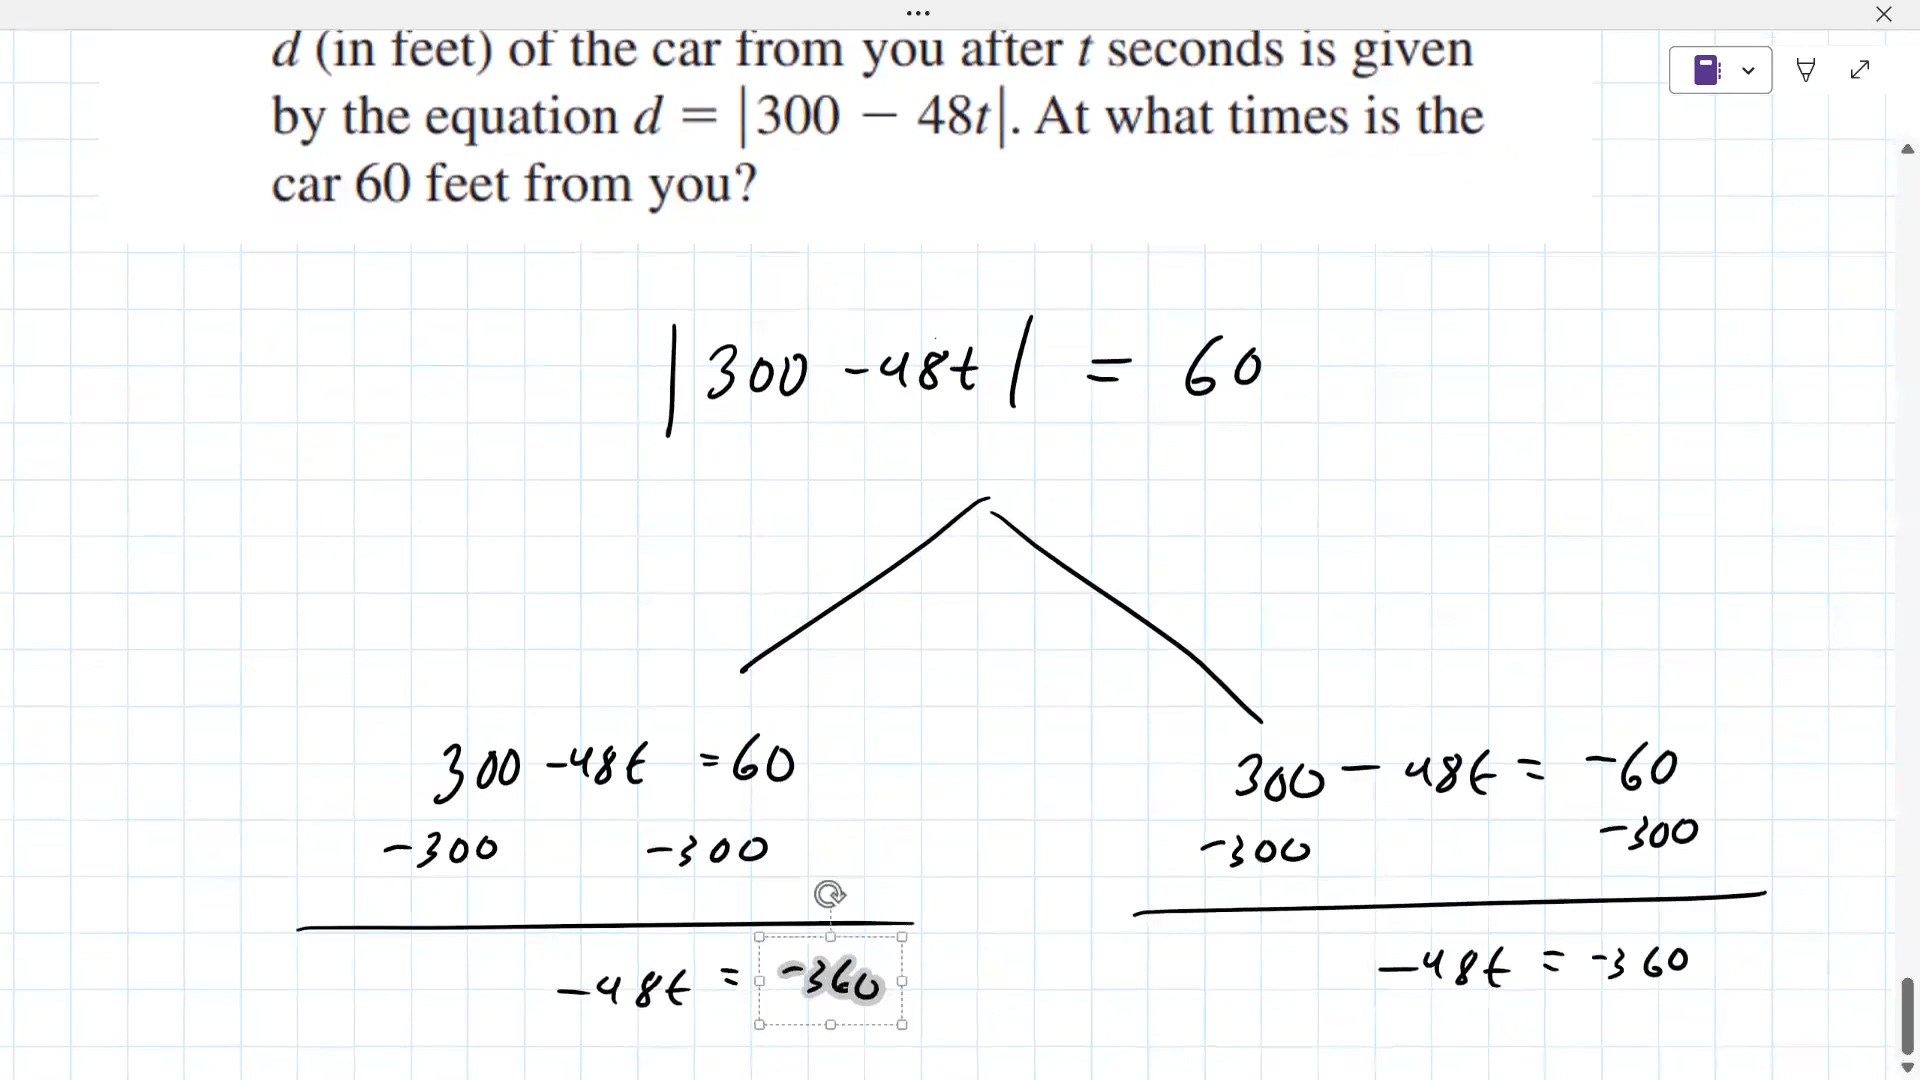 d (in feet) of the car from you after t seconds is given
by the equation d = |300 − 48t|. At what times is the
car 60 feet from you?
|300 -48t| = 60
300 -48t = 60
300 - 48t = -60
-300 -300
-300 -300
-48t = -360
-48t = -360